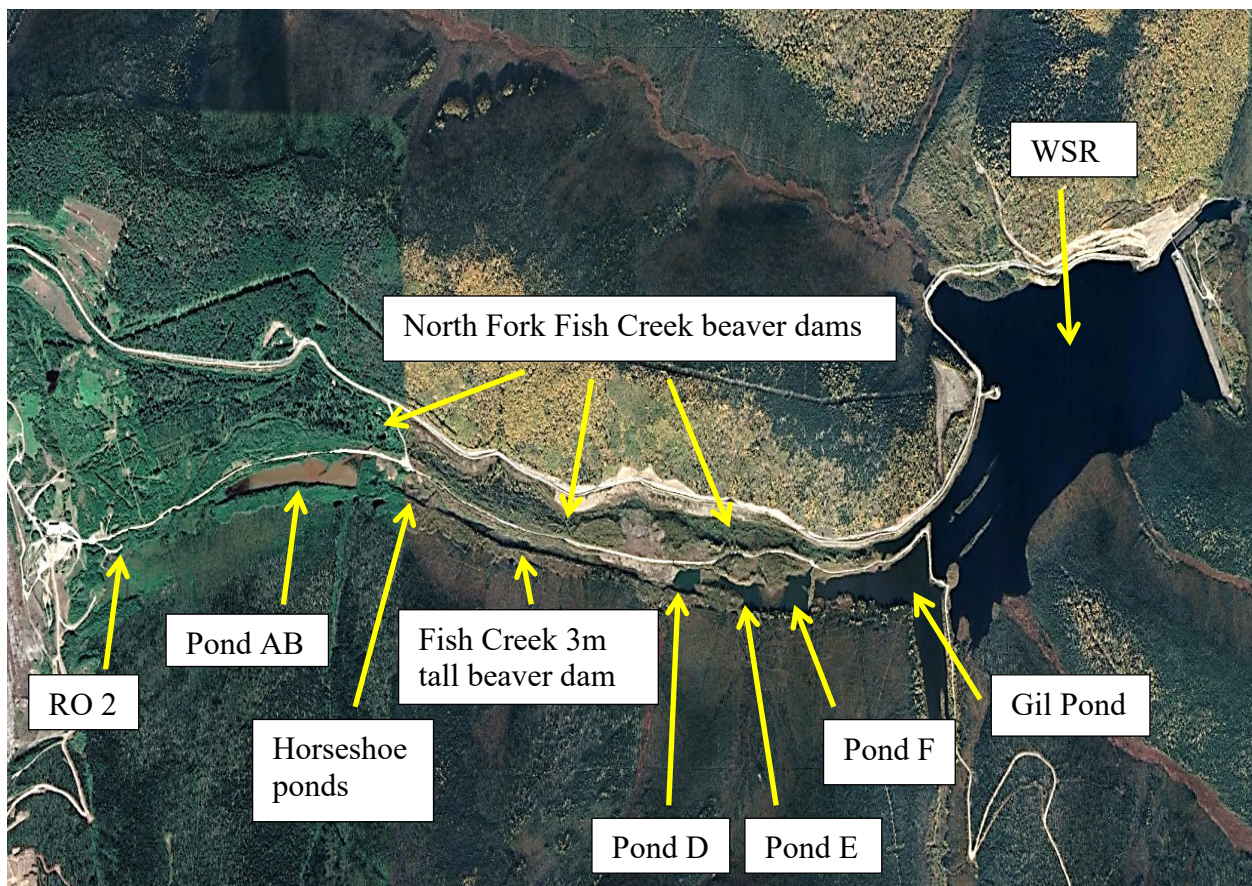 WSR
North Fork Fish Creek beaver dams
Pond AB
Fish Creek 3m
tall beaver dam
RO 2
Gil Pond
Horseshoe
ponds
Pond F
Pond D
Pond E